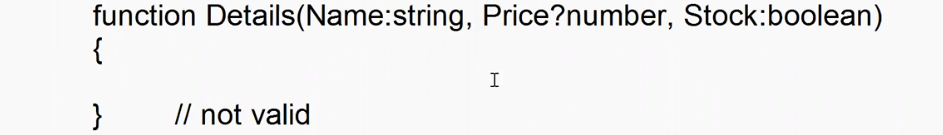 function Details(Name:string, Price?number, Stock:boolean)
{
} // not valid